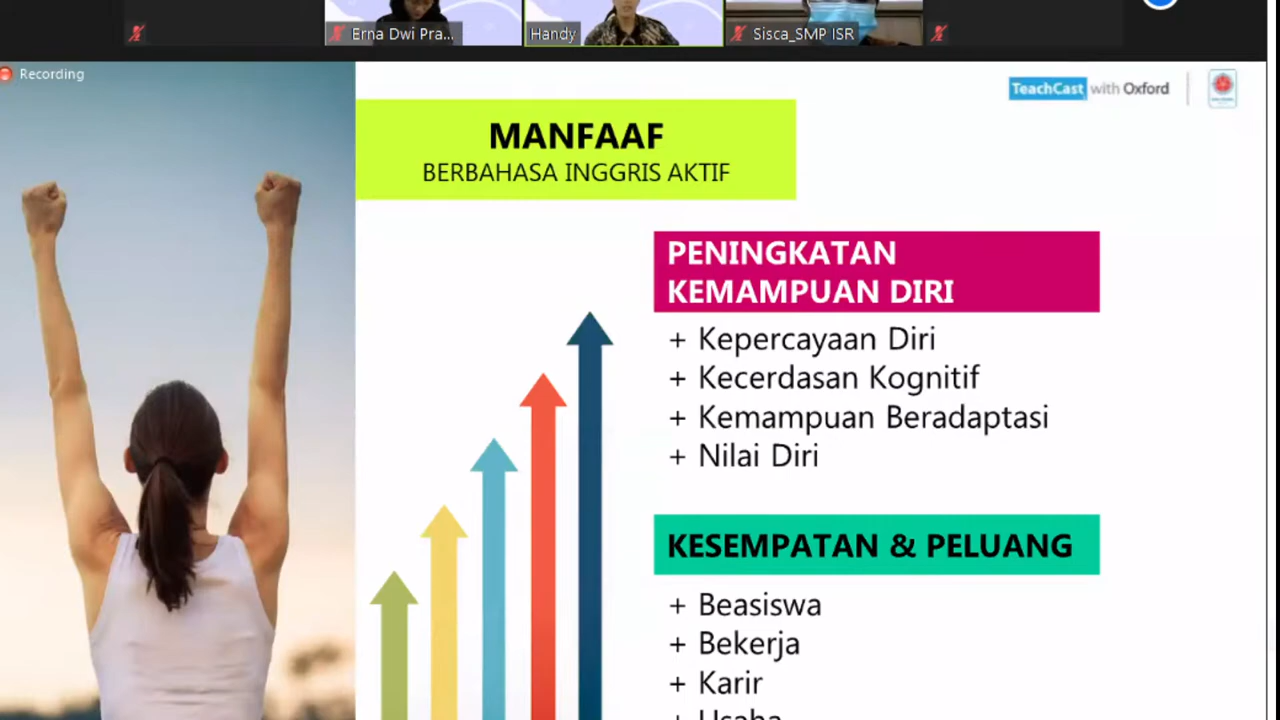 Erna Dwi Pra...
Handy
Sisca_SMP ISR
Recording
TeachCast with Oxford
MANFAAF
BERBAHASA INGGRIS AKTIF
PENINGKATAN
KEMAMPUAN DIRI
+ Kepercayaan Diri
+ Kecerdasan Kognitif
+ Kemampuan Beradaptasi
+ Nilai Diri
KESEMPATAN & PELUANG
+ Beasiswa
+ Bekerja
+ Karir
+ Usaha